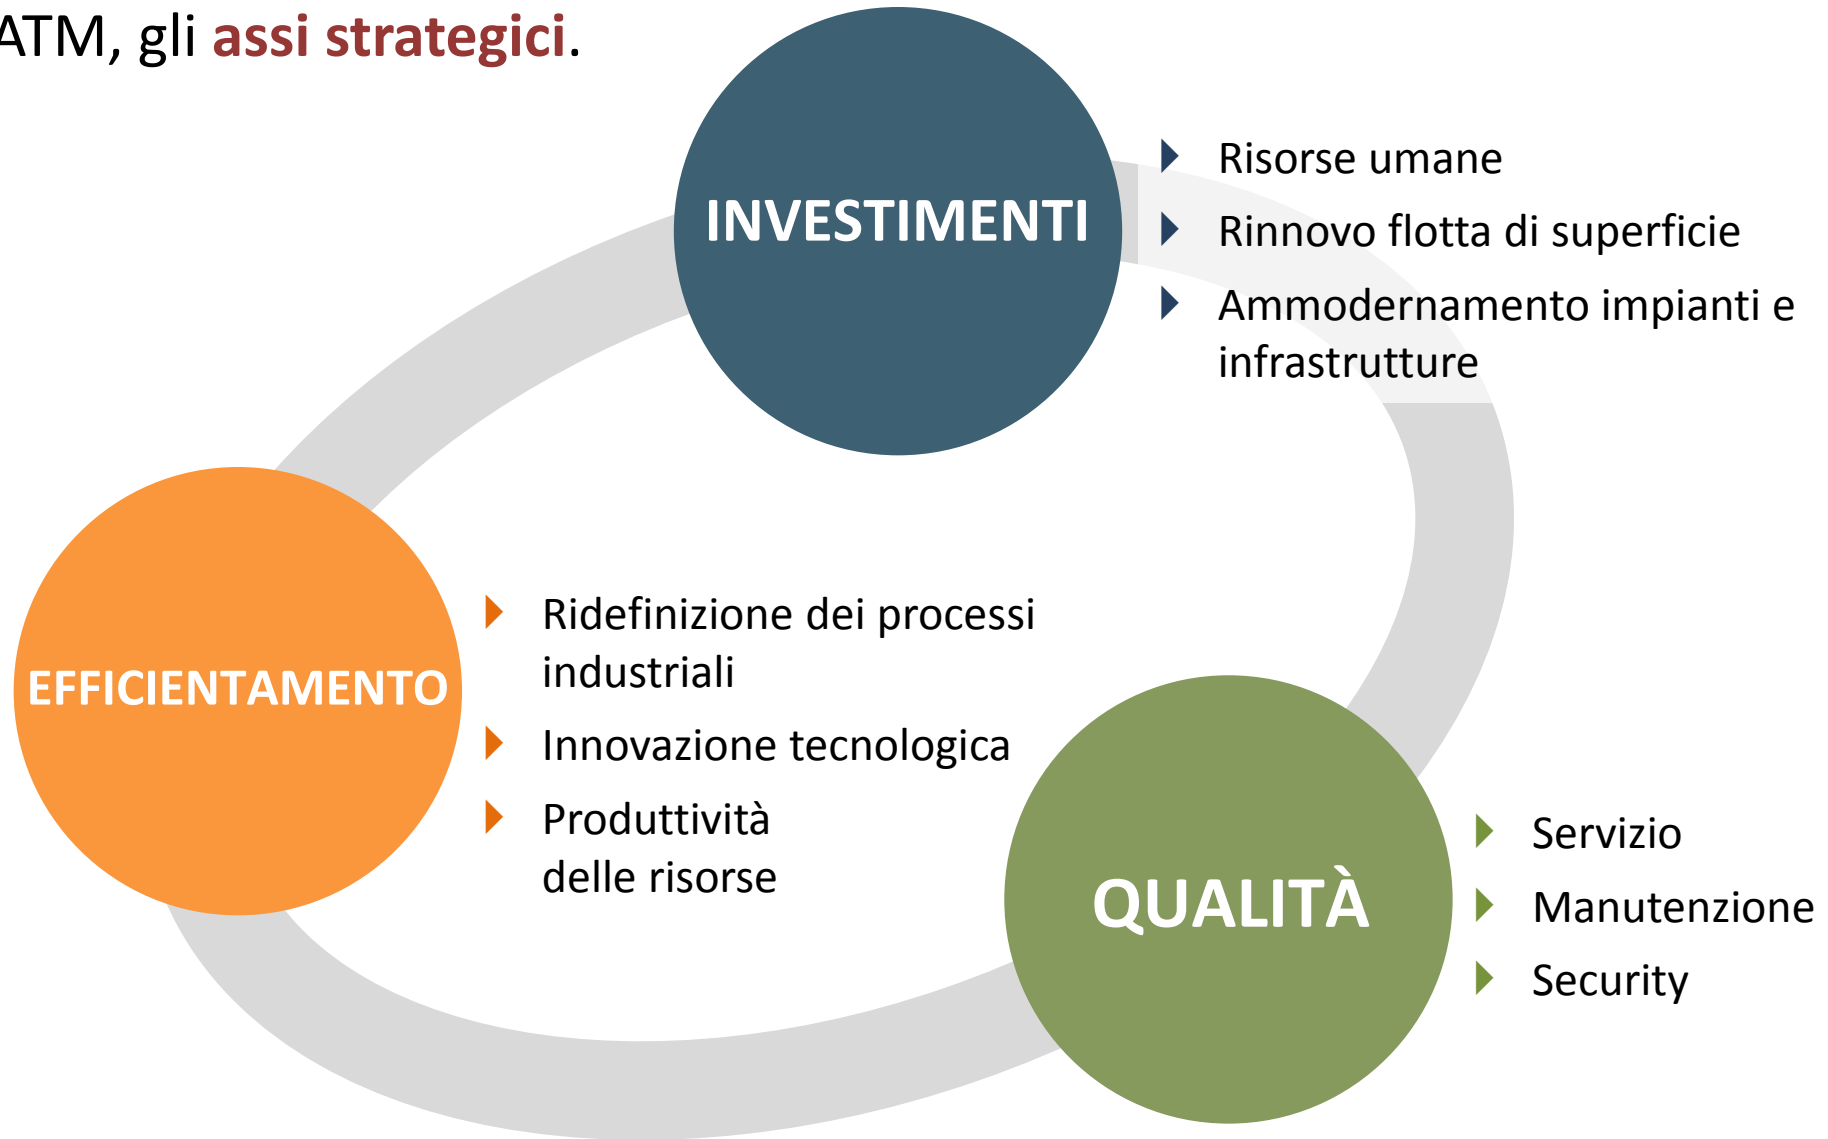 ATM, gli assi strategici.
INVESTIMENTI
Risorse umane
Rinnovo flotta di superficie
Ammodernamento impianti e
infrastrutture
EFFICIENTAMENTO
Ridefinizione dei processi
industriali
Innovazione tecnologica
Produttività
delle risorse
QUALITÀ
Servizio
Manutenzione
Security